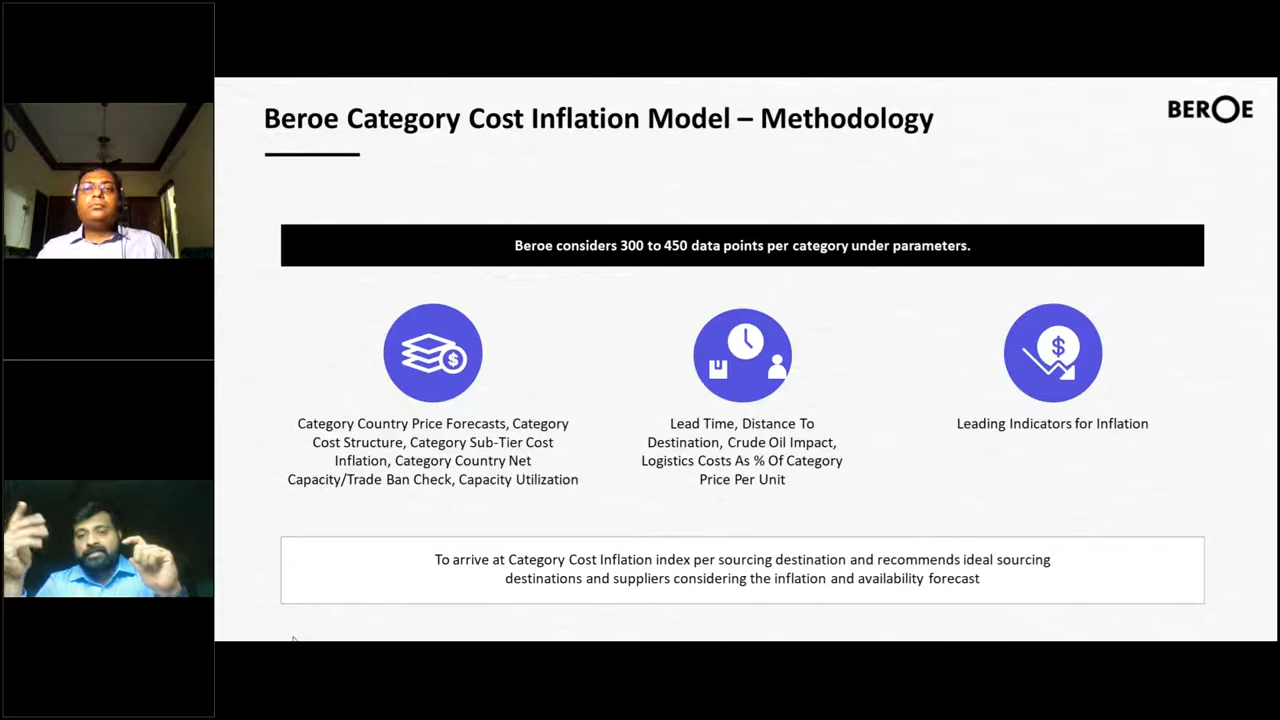 Beroe Category Cost Inflation Model – Methodology
BEROE
Beroe considers 300 to 450 data points per category under parameters.
Category Country Price Forecasts, Category
Cost Structure, Category Sub-Tier Cost
Inflation, Category Country Net
Capacity/Trade Ban Check, Capacity Utilization
Lead Time, Distance To
Destination, Crude Oil Impact,
Logistics Costs As % Of Category
Price Per Unit
Leading Indicators for Inflation
To arrive at Category Cost Inflation index per sourcing destination and recommends ideal sourcing
destinations and suppliers considering the inflation and availability forecast